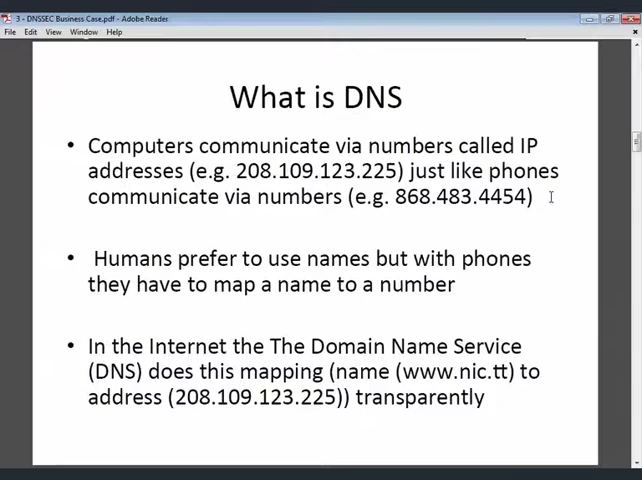 3 - DNSSEC Business Case.pdf - Adobe Reader
File Edit View Window Help
What is DNS
• Computers communicate via numbers called IP
addresses (e.g. 208.109.123.225) just like phones
communicate via numbers (e.g. 868.483.4454)
• Humans prefer to use names but with phones
they have to map a name to a number
• In the Internet the The Domain Name Service
(DNS) does this mapping (name (www.nic.tt) to
address (208.109.123.225)) transparently